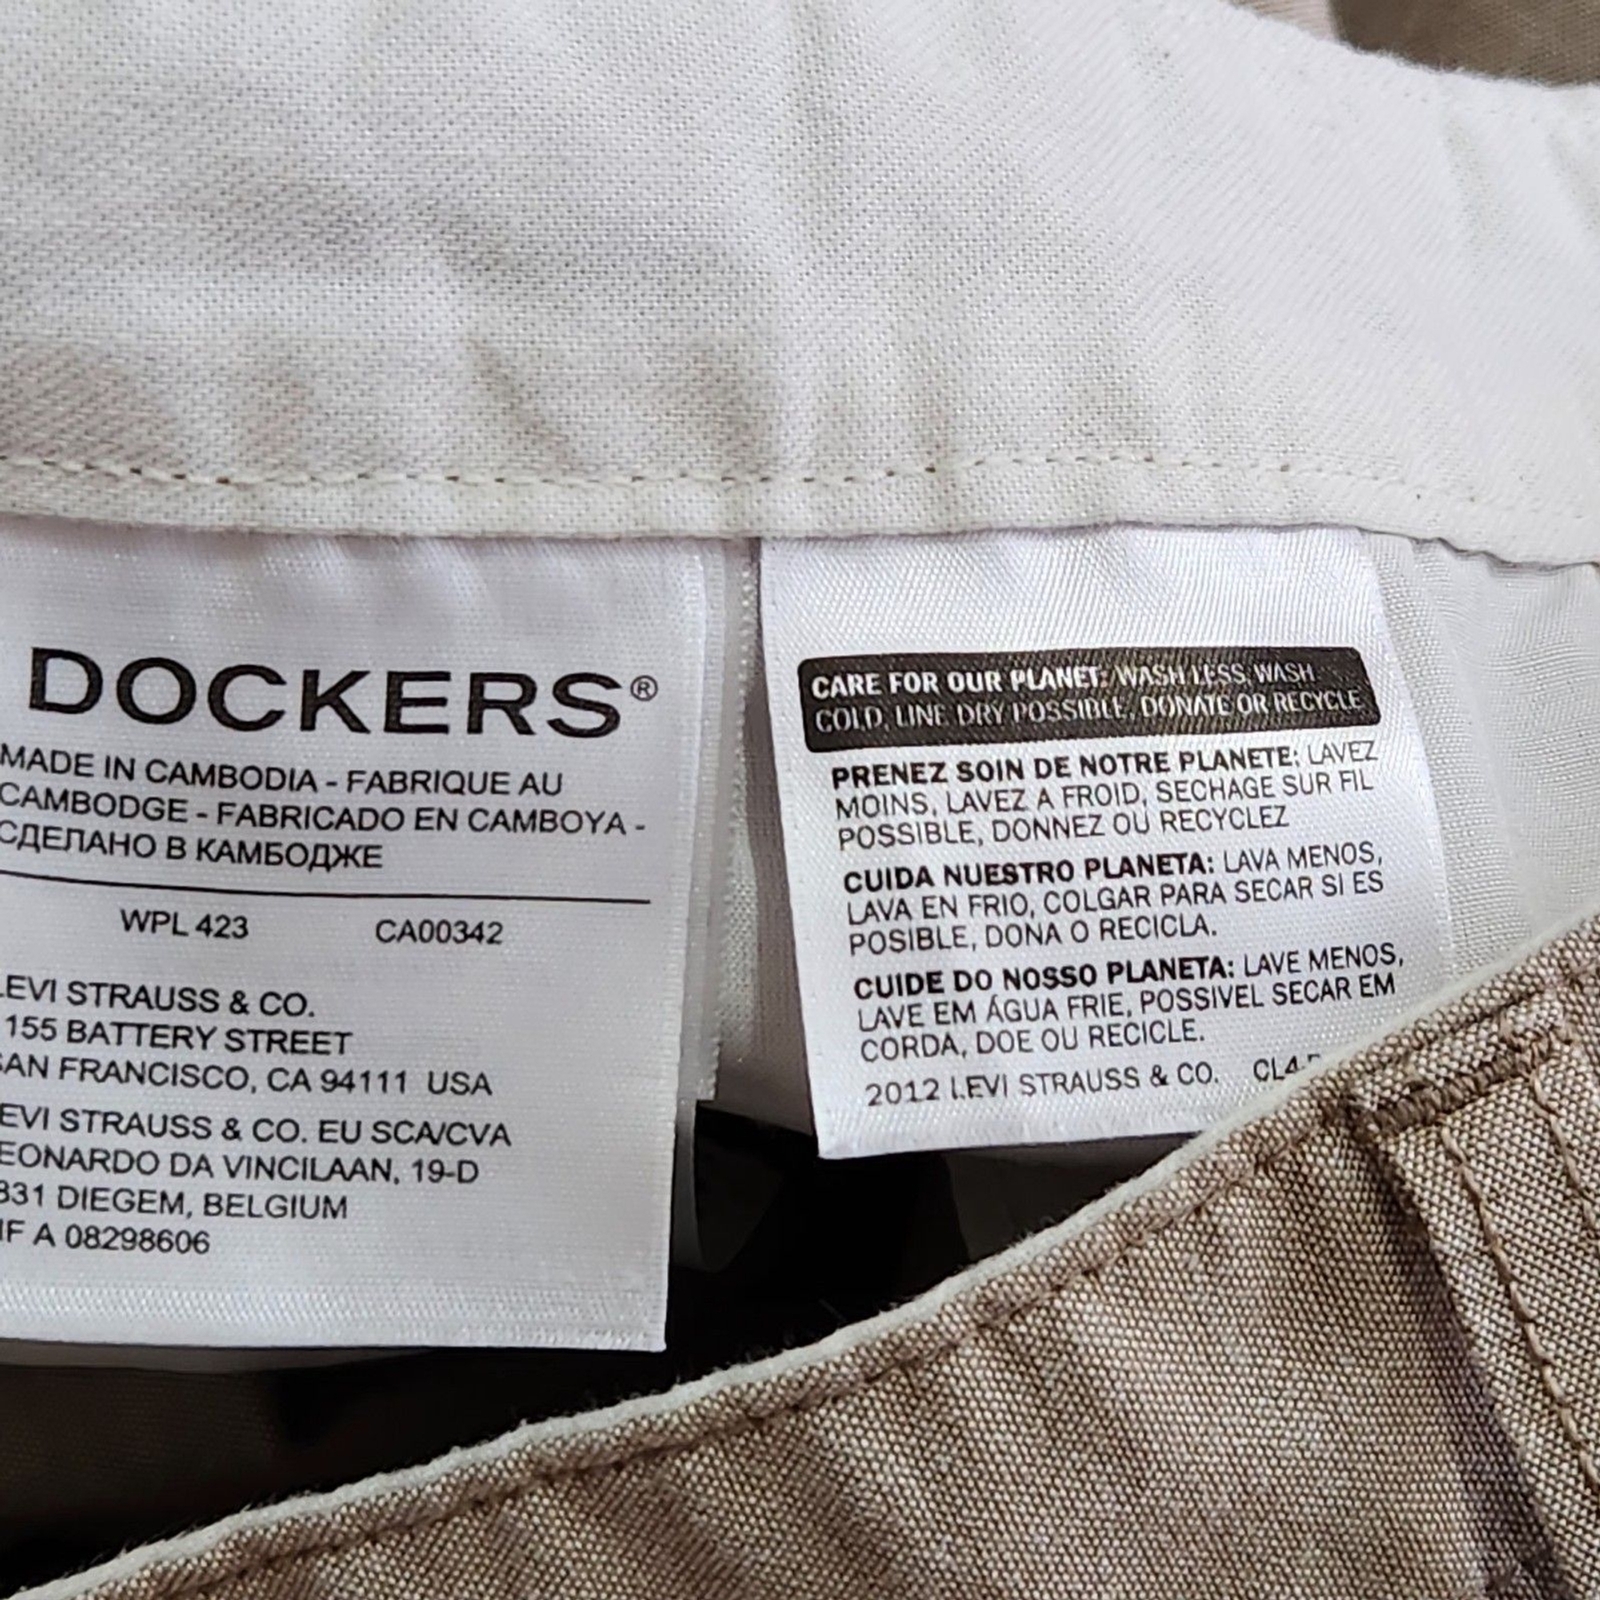 DOCKERS®
MADE IN CAMBODIA - FABRIQUE AU
CAMBODGE - FABRICADO EN CAMBOYA -
СДЕЛАНО В КАМБОДЖЕ
WPL 423 CA00342
LEVI STRAUSS & CO.
155 BATTERY STREET
SAN FRANCISCO, CA 94111 USA
LEVI STRAUSS & CO. EU SCA/CVA
LEONARDO DA VINCILAAN, 19-D
831 DIEGEM, BELGIUM
IF A 08298606
CARE FOR OUR PLANET: WASH LESS, WASH
COLD, LINE DRY POSSIBLE, DONATE OR RECYCLE
PRENEZ SOIN DE NOTRE PLANETE: LAVEZ
MOINS, LAVEZ A FROID, SECHAGE SUR FIL
POSSIBLE, DONNEZ OU RECYCLEZ
CUIDA NUESTRO PLANETA: LAVA MENOS,
LAVA EN FRIO, COLGAR PARA SECAR SI ES
POSIBLE, DONA O RECICLA.
CUIDE DO NOSSO PLANETA: LAVE MENOS,
LAVE EM ÁGUA FRIE, POSSIVEL SECAR EM
CORDA, DOE OU RECICLE.
2012 LEVI STRAUSS & CO. CL4